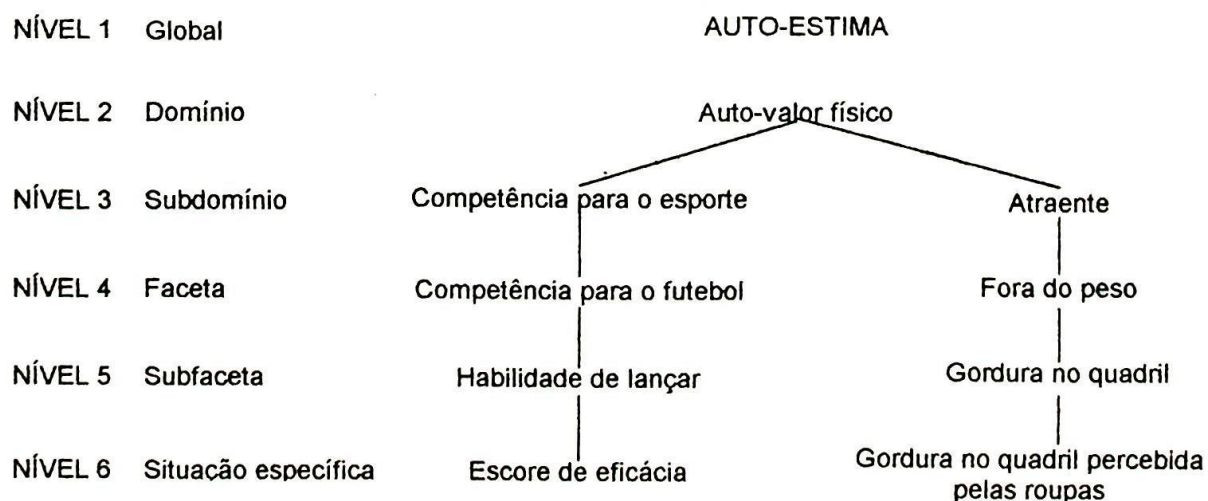 NÍVEL 1 Global AUTO-ESTIMA
NÍVEL 2 Domínio Auto-valor físico
NÍVEL 3 Subdomínio Competência para o esporte Atraente
NÍVEL 4 Faceta Competência para o futebol Fora do peso
NÍVEL 5 Subfaceta Habilidade de lançar Gordura no quadril
NÍVEL 6 Situação específica Escore de eficácia Gordura no quadril percebida
pelas roupas